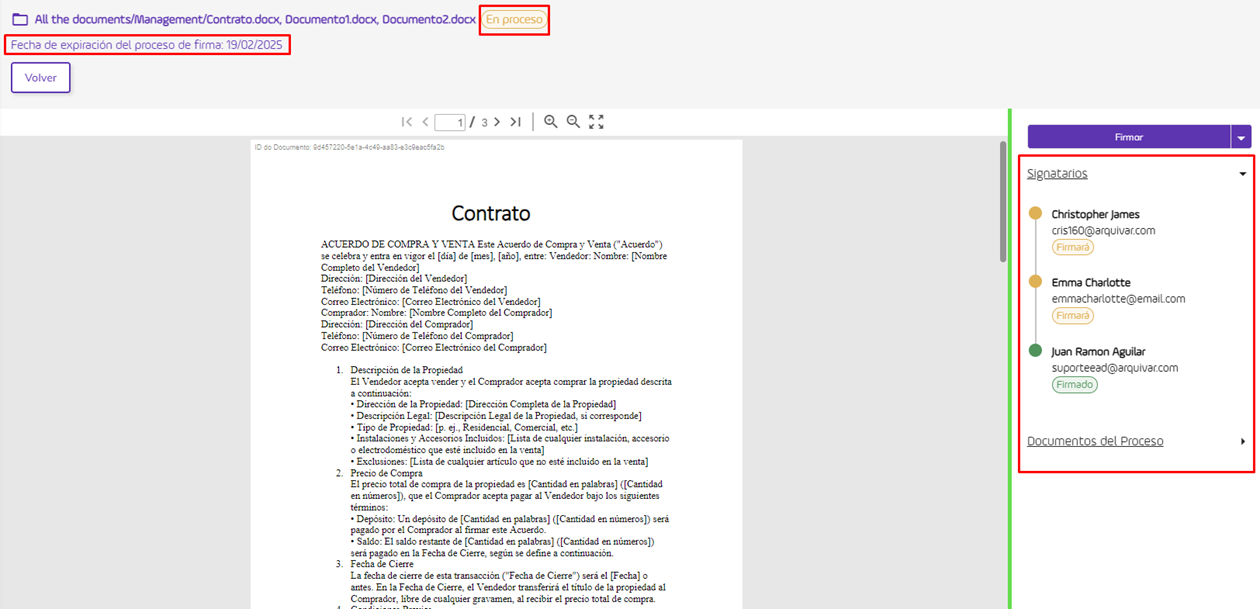 All the documents/Management/Contrato.docx, Documento1.docx, Documento2.docx En proceso
Fecha de expiración del proceso de firma: 19/02/2025
Volver
1 / 3
ID do Documento: 9d457220-5e1a-4c49-aa83-e3c9eac5fa2b
Contrato
ACUERDO DE COMPRA Y VENTA Este Acuerdo de Compra y Venta ("Acuerdo")
se celebra y entra en vigor el [día] de [mes], [año], entre: Vendedor: Nombre: [Nombre
Completo del Vendedor]
Dirección: [Dirección del Vendedor]
Teléfono: [Número de Teléfono del Vendedor]
Correo Electrónico: [Correo Electrónico del Vendedor]
Comprador: Nombre: [Nombre Completo del Comprador]
Dirección: [Dirección del Comprador]
Teléfono: [Número de Teléfono del Comprador]
Correo Electrónico: [Correo Electrónico del Comprador]
1. Descripción de la Propiedad
El Vendedor acepta vender y el Comprador acepta comprar la propiedad descrita
a continuación:
• Dirección de la Propiedad: [Dirección Completa de la Propiedad]
• Descripción Legal: [Descripción Legal de la Propiedad, si corresponde]
• Tipo de Propiedad: [p. ej., Residencial, Comercial, etc.]
• Instalaciones y Accesorios Incluidos: [Lista de cualquier instalación, accesorio
o electrodoméstico que esté incluido en la venta]
• Exclusiones: [Lista de cualquier artículo que no esté incluido en la venta]
2. Precio de Compra
El precio total de compra de la propiedad es [Cantidad en palabras] ([Cantidad
en números]), que el Comprador acepta pagar al Vendedor bajo los siguientes
términos:
• Depósito: Un depósito de [Cantidad en palabras] ([Cantidad en números]) será
pagado por el Comprador al firmar este Acuerdo.
• Saldo: El saldo restante de [Cantidad en palabras] ([Cantidad en números])
será pagado en la Fecha de Cierre, según se define a continuación.
3. Fecha de Cierre
La fecha de cierre de esta transacción ("Fecha de Cierre") será el [Fecha] o
antes. En la Fecha de Cierre, el Vendedor transferirá el título de la propiedad al
Comprador, libre de cualquier gravamen, al recibir el precio total de compra.
Firmar
Signatarios
Christopher James
cris160@arquivar.com
Firmará
Emma Charlotte
emmacharlotte@email.com
Firmará
Juan Ramon Aguilar
suporteead@arquivar.com
Firmado
Documentos del Proceso